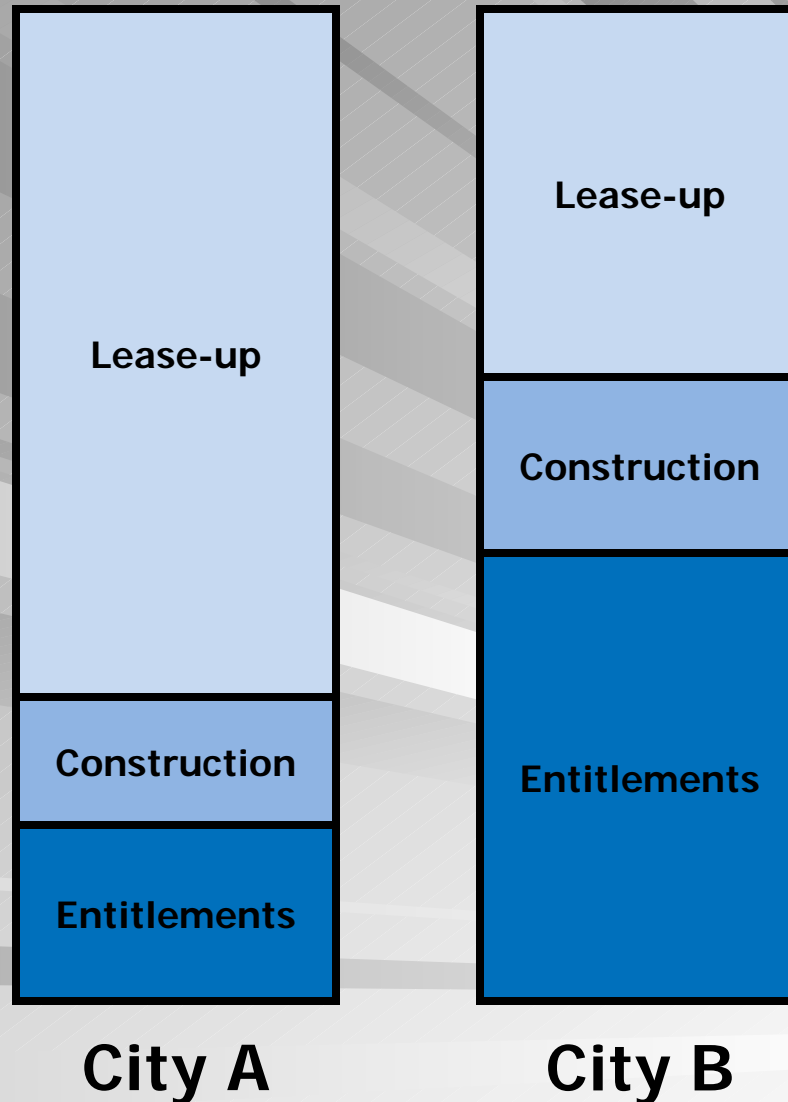 Lease-up
Construction
Entitlements
City A
Lease-up
Construction
Entitlements
City B